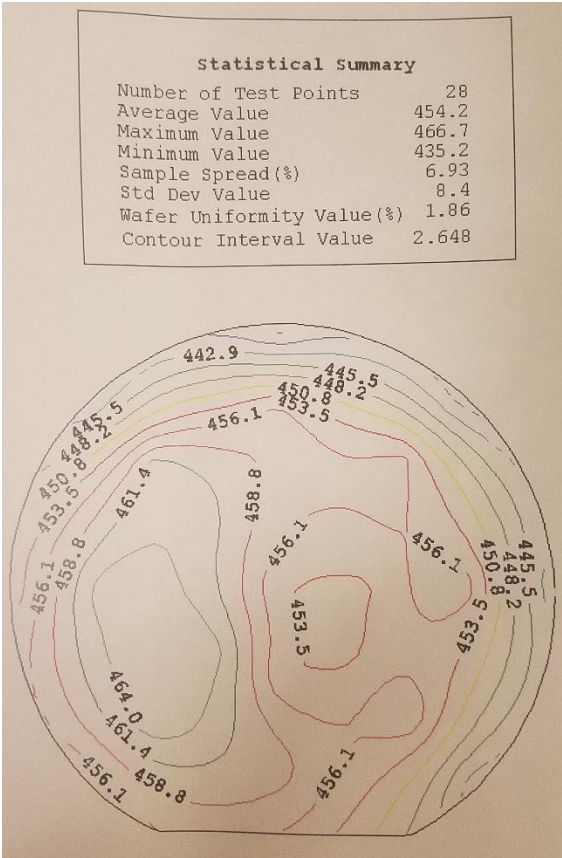 Statistical Summary
Number of Test Points 28
Average Value 454.2
Maximum Value 466.7
Minimum Value 435.2
Sample Spread(%) 6.93
Std Dev Value 8.4
Wafer Uniformity Value(%) 1.86
Contour Interval Value 2.648
442.9
445.5
448.2
450.8
453.5
456.1
445.5
448.2
450.8
453.5
461.4
458.8
456.1
456.1
458.8
456.1
450.8
448.2
445.5
453.5
453.5
464.0
461.4
456.1
458.8
456.1